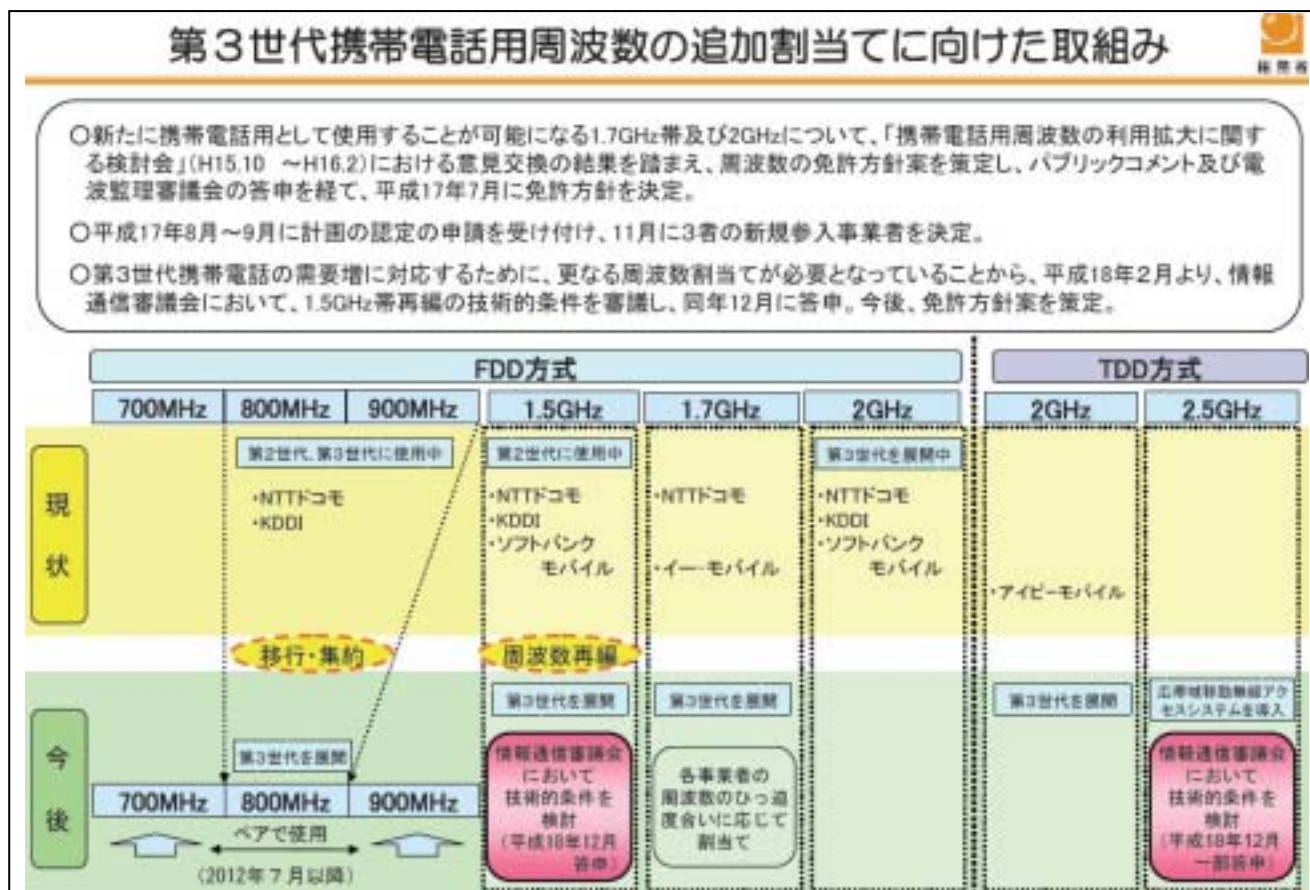 第3世代携帯電話用周波数の追加割当てに向けた取組み
総務省
○新たに携帯電話用として使用することが可能になる1.7GHz帯及び2GHzについて、「携帯電話用周波数の利用拡大に関す
る検討会」(H15.10 ～H16.2)における意見交換の結果を踏まえ、周波数の免許方針案を策定し、パブリックコメント及び電
波監理審議会の答申を経て、平成17年7月に免許方針を決定。
○平成17年8月～9月に計画の認定の申請を受け付け、11月に3者の新規参入事業者を決定。
○第3世代携帯電話の需要増に対応するために、更なる周波数割当てが必要となっていることから、平成18年2月より、情報
通信審議会において、1.5GHz帯再編の技術的条件を審議し、同年12月に答申。今後、免許方針案を策定。
FDD方式
TDD方式
700MHz
800MHz
900MHz
1.5GHz
1.7GHz
2GHz
2GHz
2.5GHz
現状
第2世代、第3世代に使用中
・NTTドコモ
・KDDI
第2世代に使用中
・NTTドコモ
・KDDI
・ソフトバンク
モバイル
・NTTドコモ
・イー・モバイル
第3世代を展開中
・NTTドコモ
・KDDI
・ソフトバンク
モバイル
・アイピーモバイル
移行・集約
周波数再編
今後
第3世代を展開
700MHz
800MHz
900MHz
ペアで使用
(2012年7月以降)
第3世代を展開
情報通信審議会
において
技術的条件を
検討
(平成18年12月
答申)
第3世代を展開
各事業者の
周波数のひっ迫
度合いに応じて
割当て
第3世代を展開
広帯域移動無線アク
セスシステムを導入
情報通信審議会
において
技術的条件を
検討
(平成18年12月
一部答申)